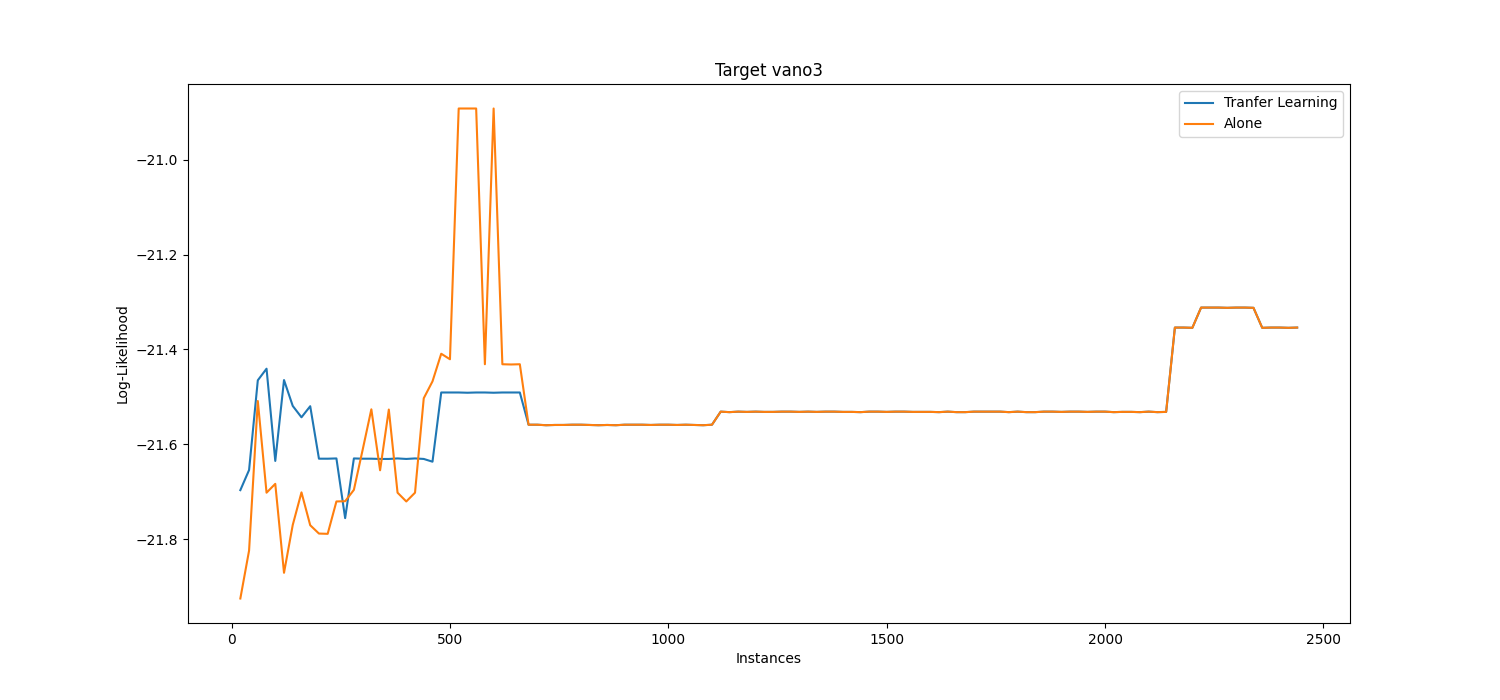 Target vano3
Tranfer Learning
Alone
Log-Likelihood
−21.0
−21.2
−21.4
−21.6
−21.8
0
500
1000
1500
2000
2500
Instances